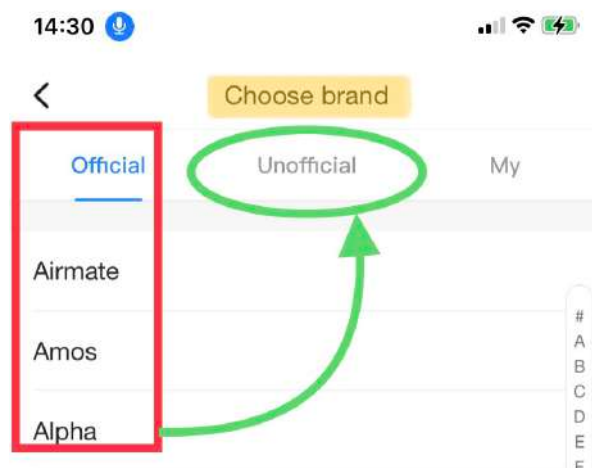 14:30
Choose brand
Official Unofficial My
Airmate
Amos
Alpha
#
A
B
C
D
E